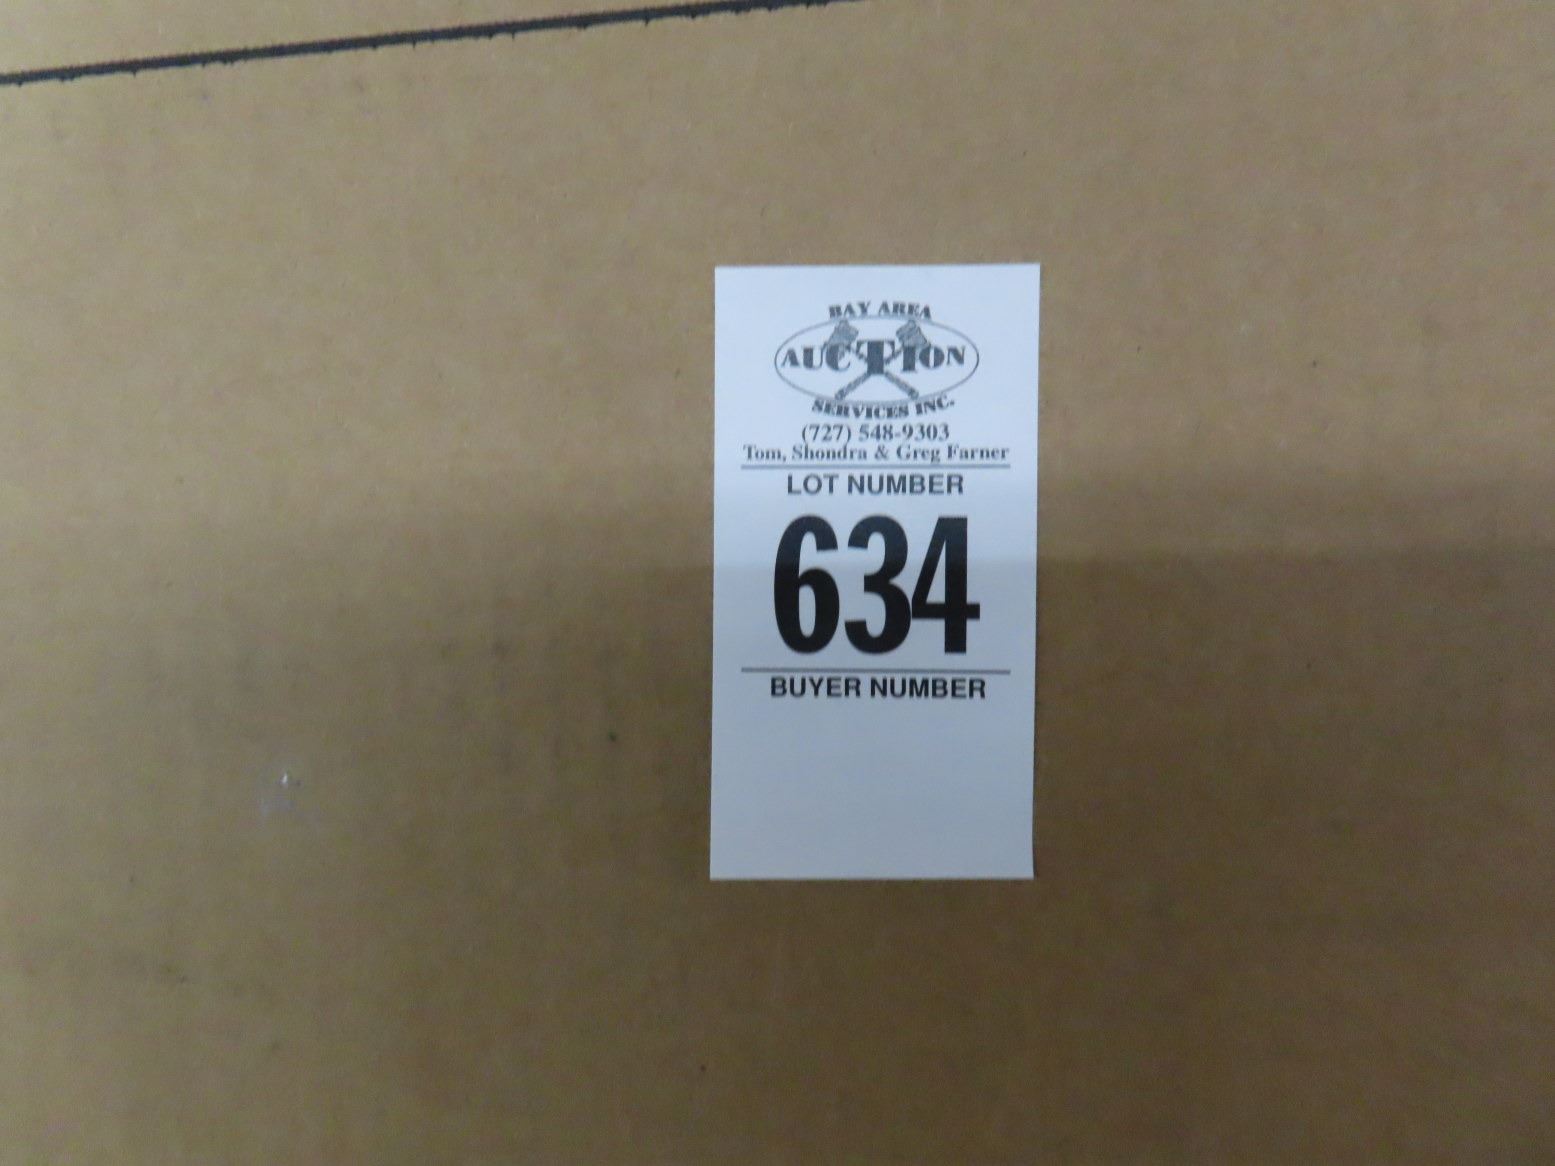 BAY AREA
AUCTION
SERVICES INC.
(727) 548-9303
Tom, Shondra & Greg Farner
LOT NUMBER
634
BUYER NUMBER